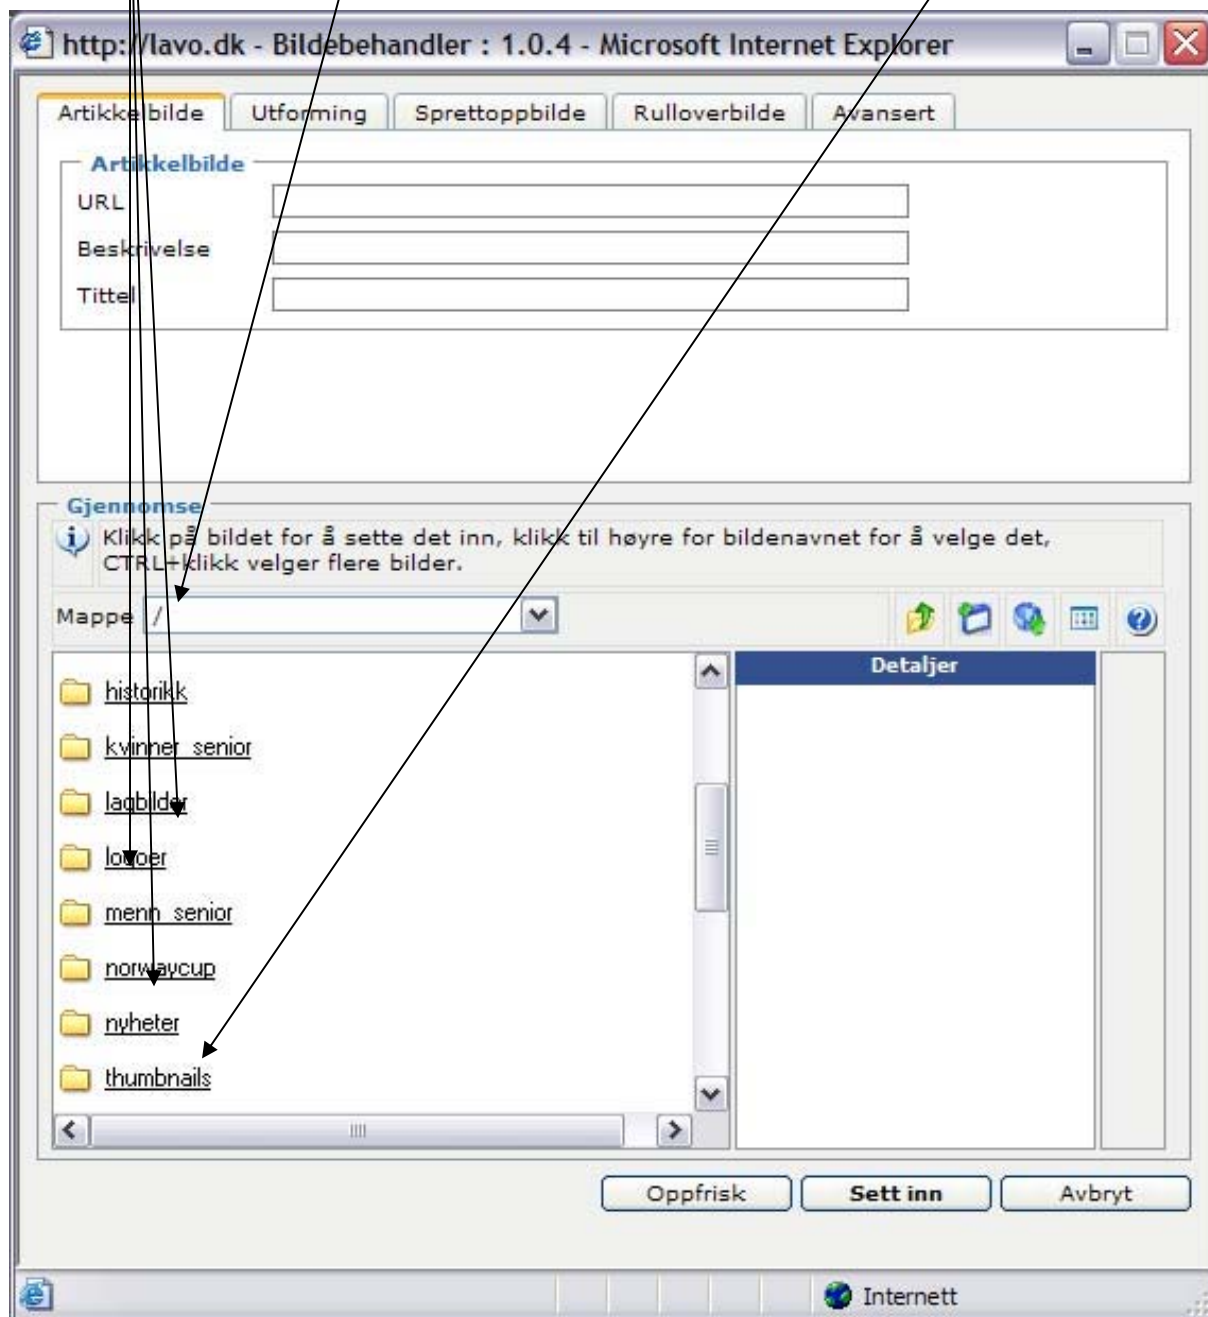 http://lavo.dk - Bildebehandler : 1.0.4 - Microsoft Internet Explorer
Artikkelbilde Utforming Sprettoppbilde Rulloverbilde Avansert
Artikkelbilde
URL
Beskrivelse
Tittel
Gjennomse
Klikk på bildet for å sette det inn, klikk til høyre for bildenavnet for å velge det,
CTRL+klikk velger flere bilder.
Mappe /
Detaljer
historikk
kvinner_senior
lagbilder
logoer
menn_senior
norwaycup
nyheter
thumbnails
Oppfrisk Sett inn Avbryt
Internett